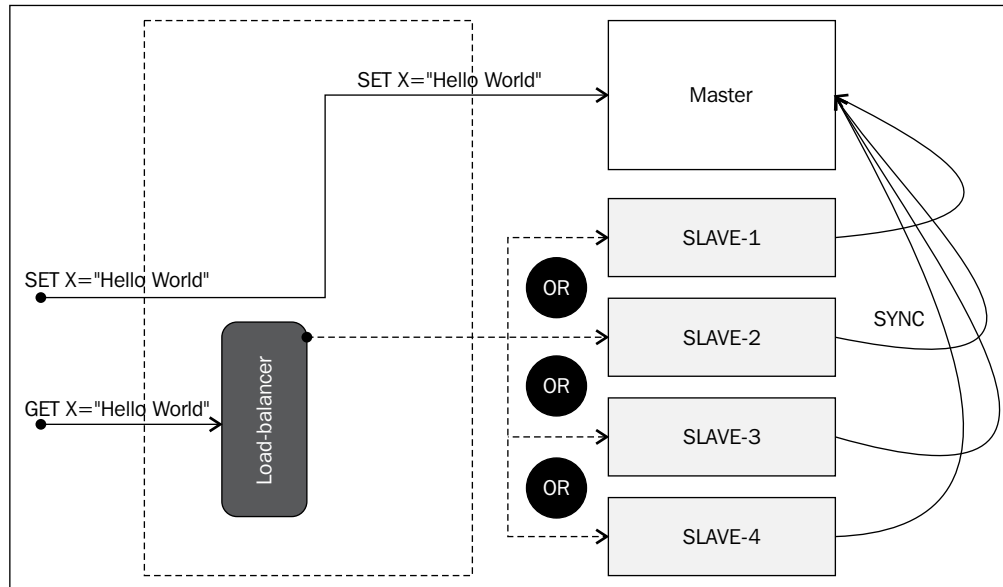 SET X="Hello World"
Master
SLAVE-1
SET X="Hello World"
OR
SLAVE-2
SYNC
OR
GET X="Hello World"
Load-balancer
SLAVE-3
OR
SLAVE-4